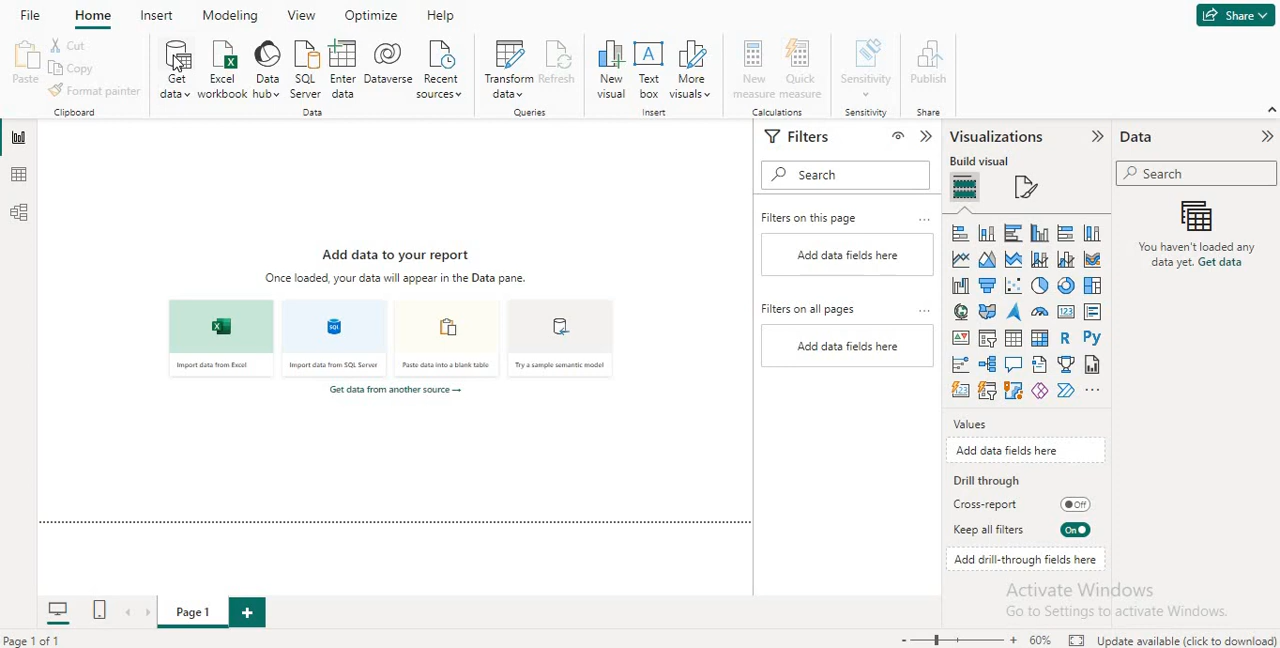 File Home Insert Modeling View Optimize Help
Share
Paste
Cut
Copy
Format painter
Clipboard
Get data
Excel workbook
Data hub
SQL Server
Enter data
Dataverse
Recent sources
Data
Transform data
Refresh
Queries
New visual
A
Text box
More visuals
Insert
New measure
Quick measure
Calculations
Sensitivity
Sensitivity
Publish
Share
Add data to your report
Once loaded, your data will appear in the Data pane.
X
SQL
Import data from Excel
Import data from SQL Server
Paste data into a blank table
Try a sample semantic model
Get data from another source →
Filters
Search
Filters on this page ...
Add data fields here
Filters on all pages ...
Add data fields here
Visualizations
Build visual
123
R
Py
...
Values
Add data fields here
Drill through
Cross-report Off
Keep all filters On
Add drill-through fields here
Data
Search
You haven't loaded any
data yet. Get data
Activate Windows
Go to Settings to activate Windows.
Page 1
+
Page 1 of 1
- + 60%
Update available (click to download)